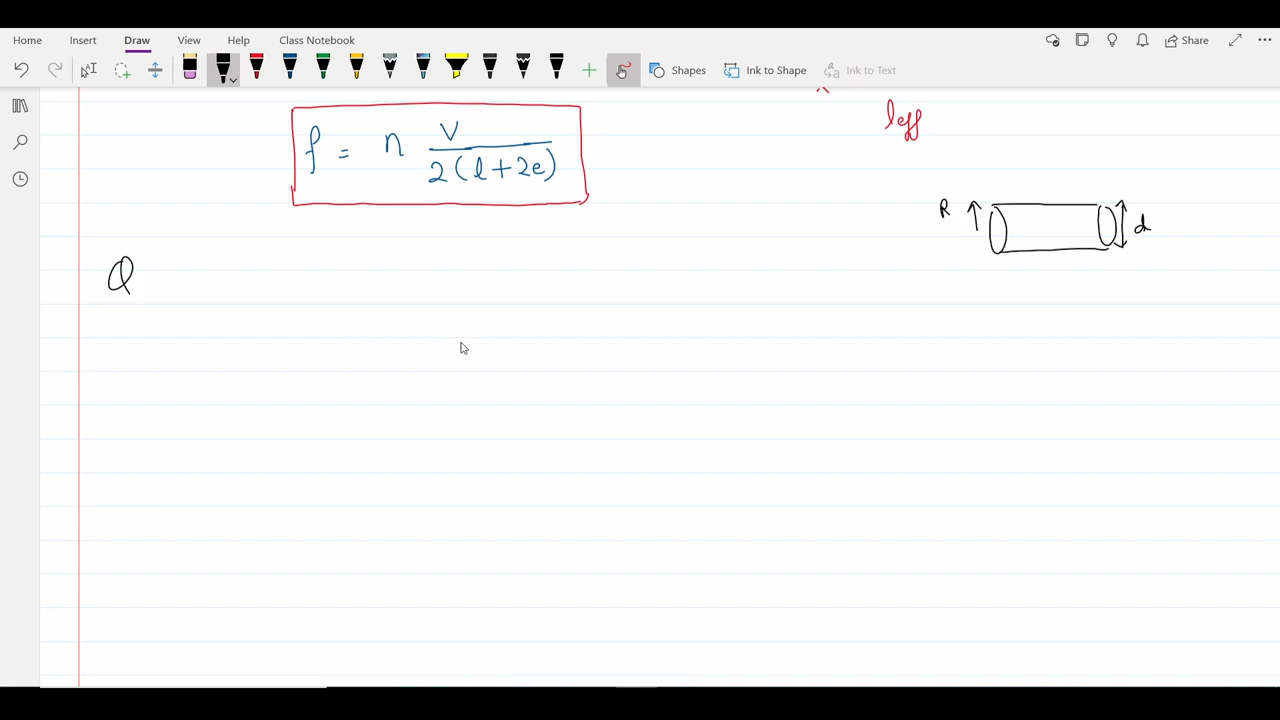 Home Insert Draw View Help Class Notebook Share
Shapes Ink to Shape Ink to Text
leff
f = n v / 2(l+2e)
R d
Q